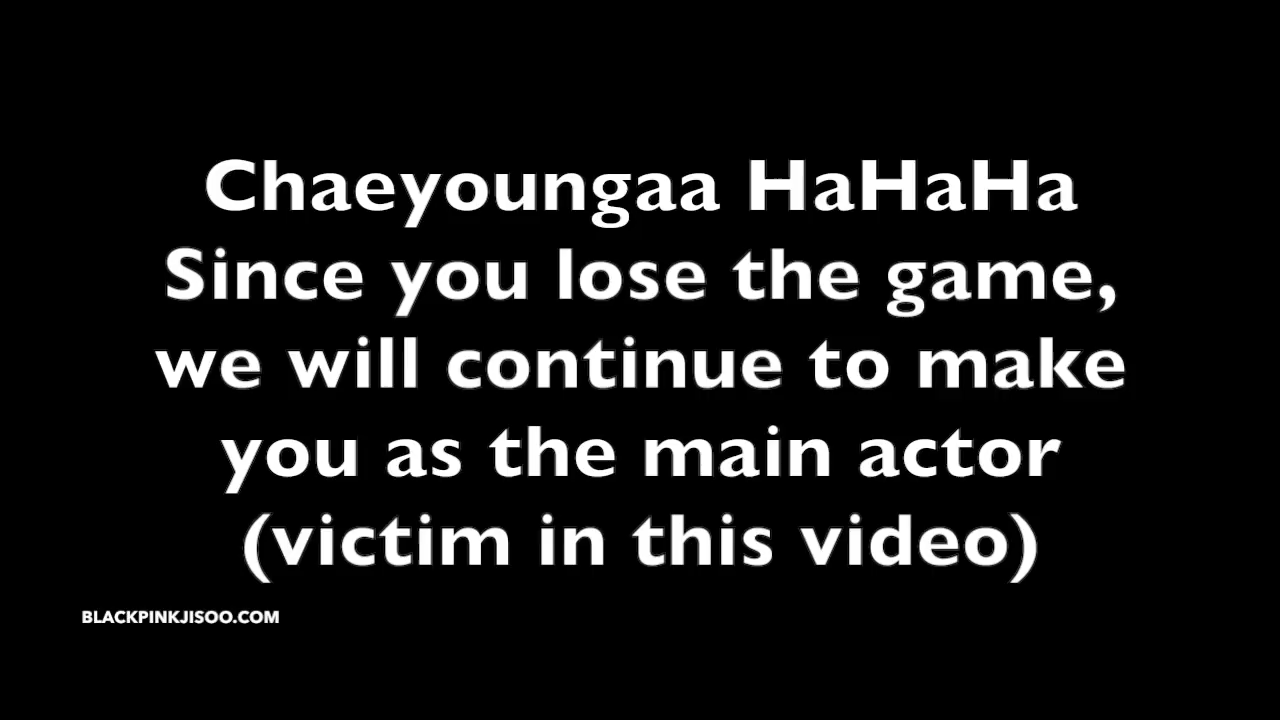 Chaeyoungaa HaHaHa
Since you lose the game,
we will continue to make
you as the main actor
(victim in this video)
BLACKPINKJISOO.COM